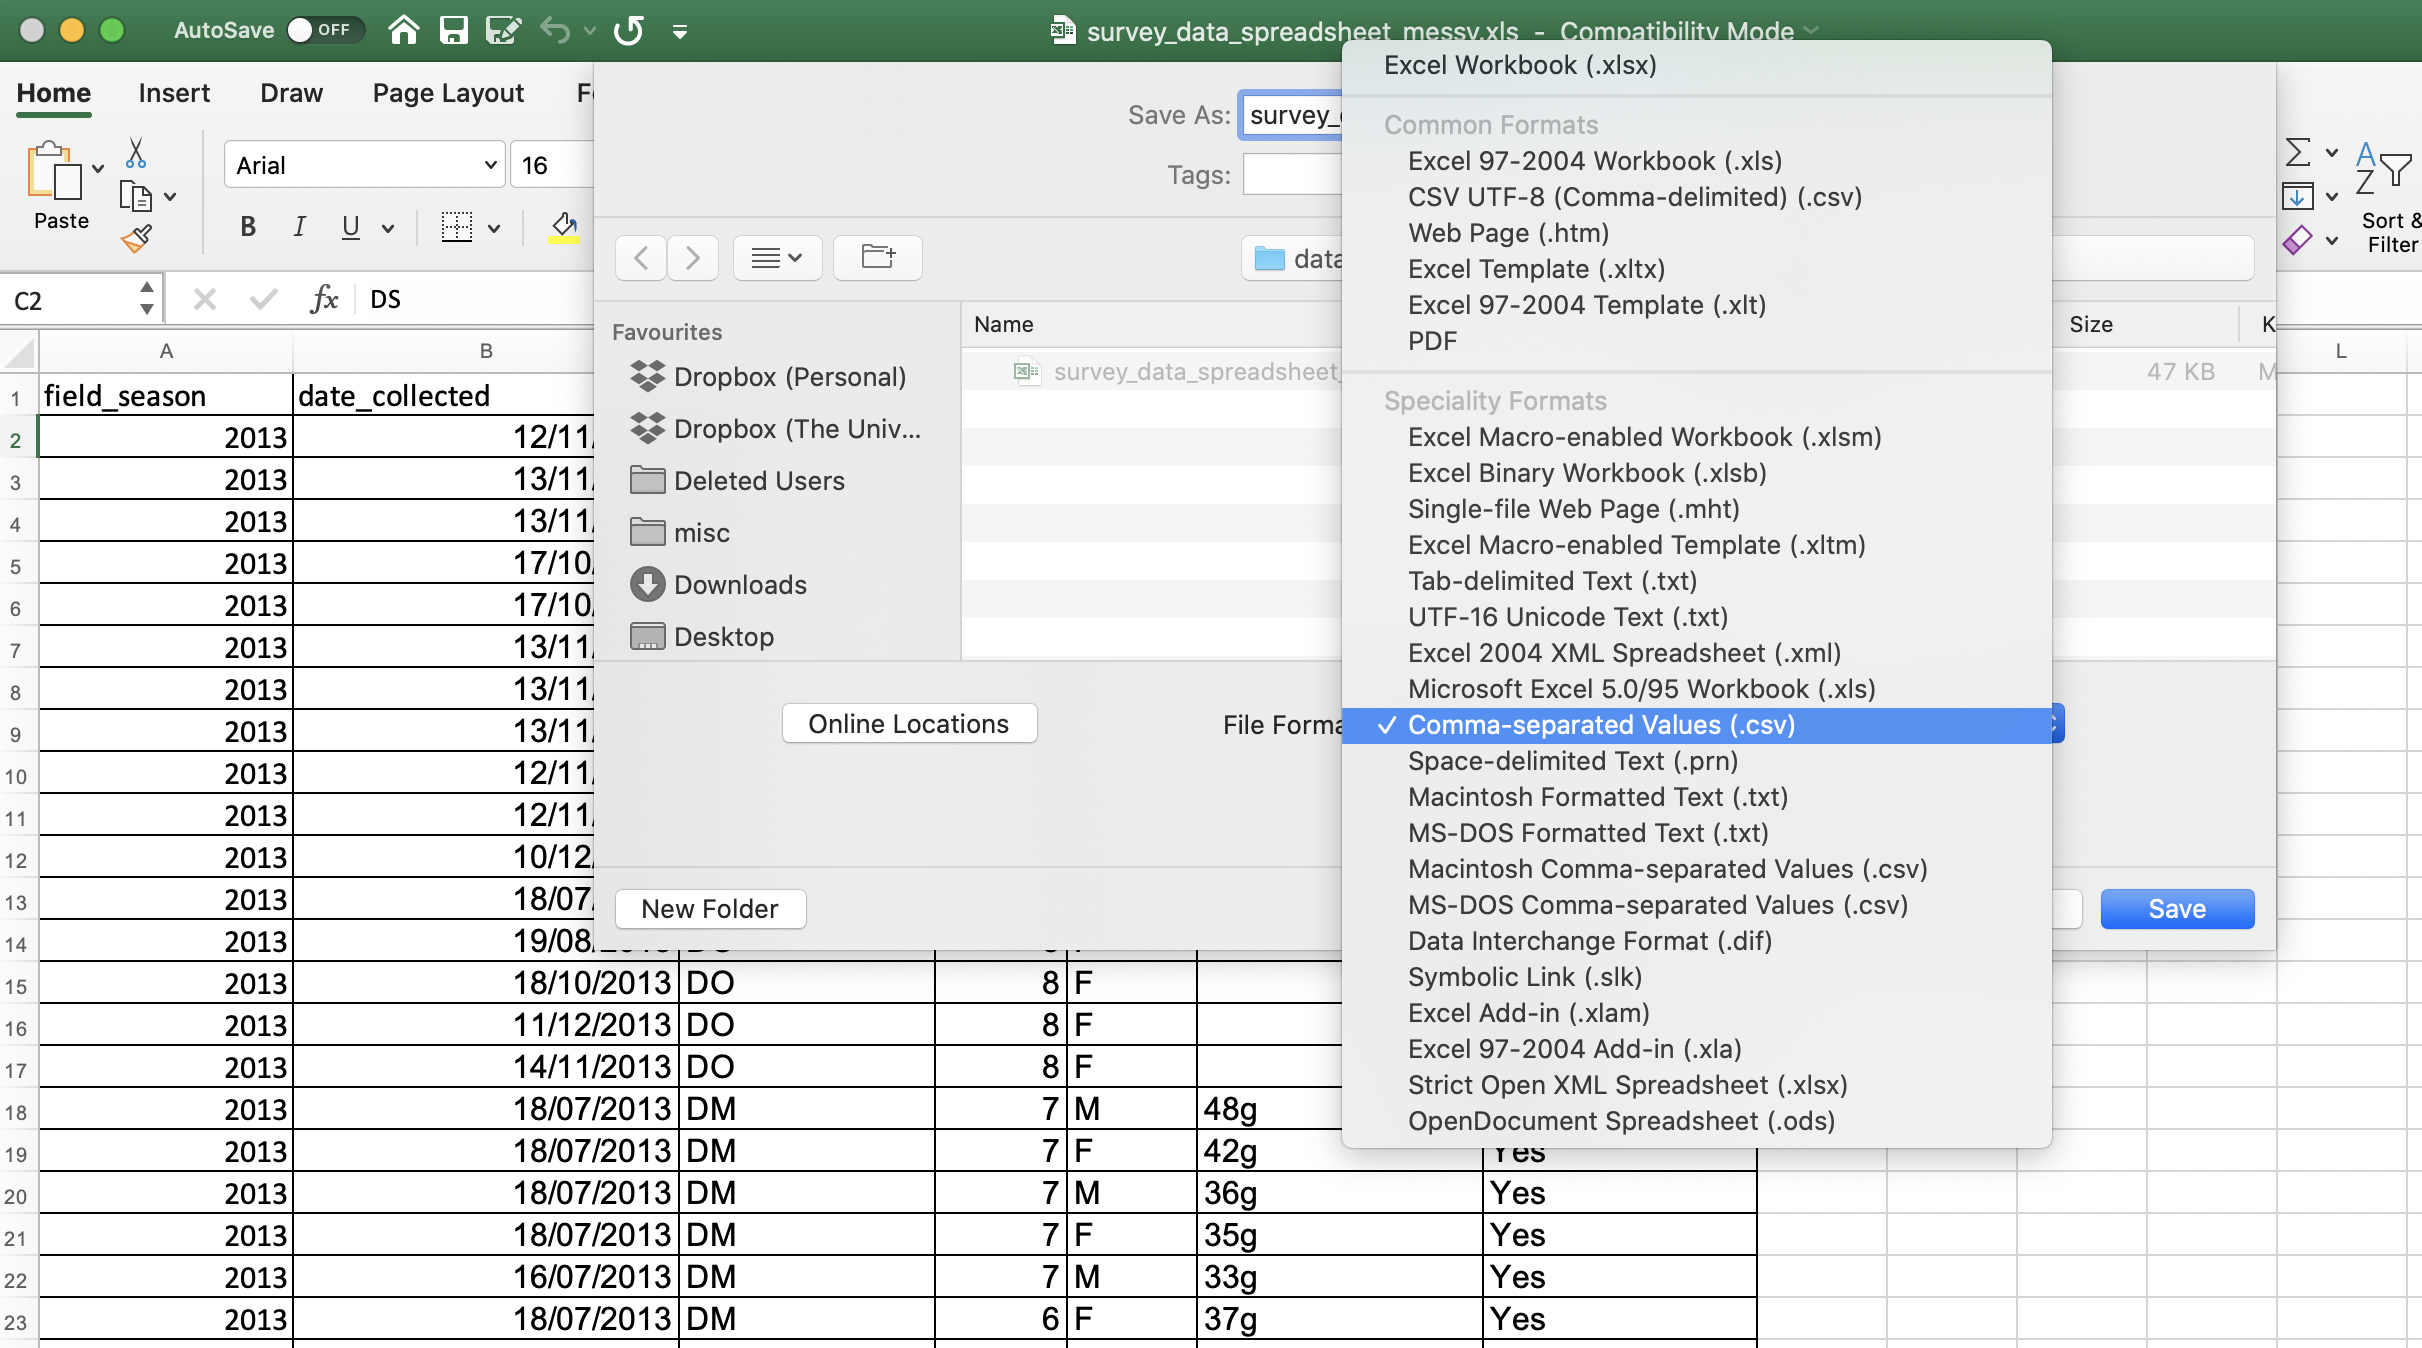 AutoSave OFF survey_data_spreadsheet_messy.xls - Compatibility Mode
Home Insert Draw Page Layout
Paste
Arial 16
B I U
Sort &
Filter
C2 fx DS
A B L
1 field_season date_collected
2 2013 12/11/
3 2013 13/11/
4 2013 13/11/
5 2013 17/10/
6 2013 17/10/
7 2013 13/11/
8 2013 13/11/
9 2013 13/11/
10 2013 12/11/
11 2013 12/11/
12 2013 10/12/
13 2013 18/07/
14 2013 19/08/
15 2013 18/10/2013 DO 8 F
16 2013 11/12/2013 DO 8 F
17 2013 14/11/2013 DO 8 F
18 2013 18/07/2013 DM 7 M 48g
19 2013 18/07/2013 DM 7 F 42g Yes
20 2013 18/07/2013 DM 7 M 36g Yes
21 2013 18/07/2013 DM 7 F 35g Yes
22 2013 16/07/2013 DM 7 M 33g Yes
23 2013 18/07/2013 DM 6 F 37g Yes
Save As: survey_
Tags:
data
Favourites
Dropbox (Personal)
Dropbox (The Univ...
Deleted Users
misc
Downloads
Desktop
Name Size K
survey_data_spreadsheet_ 47 KB M
Online Locations
File Forma
New Folder
Save
Excel Workbook (.xlsx)
Common Formats
Excel 97-2004 Workbook (.xls)
CSV UTF-8 (Comma-delimited) (.csv)
Web Page (.htm)
Excel Template (.xltx)
Excel 97-2004 Template (.xlt)
PDF
Speciality Formats
Excel Macro-enabled Workbook (.xlsm)
Excel Binary Workbook (.xlsb)
Single-file Web Page (.mht)
Excel Macro-enabled Template (.xltm)
Tab-delimited Text (.txt)
UTF-16 Unicode Text (.txt)
Excel 2004 XML Spreadsheet (.xml)
Microsoft Excel 5.0/95 Workbook (.xls)
✓ Comma-separated Values (.csv)
Space-delimited Text (.prn)
Macintosh Formatted Text (.txt)
MS-DOS Formatted Text (.txt)
Macintosh Comma-separated Values (.csv)
MS-DOS Comma-separated Values (.csv)
Data Interchange Format (.dif)
Symbolic Link (.slk)
Excel Add-in (.xlam)
Excel 97-2004 Add-in (.xla)
Strict Open XML Spreadsheet (.xlsx)
OpenDocument Spreadsheet (.ods)